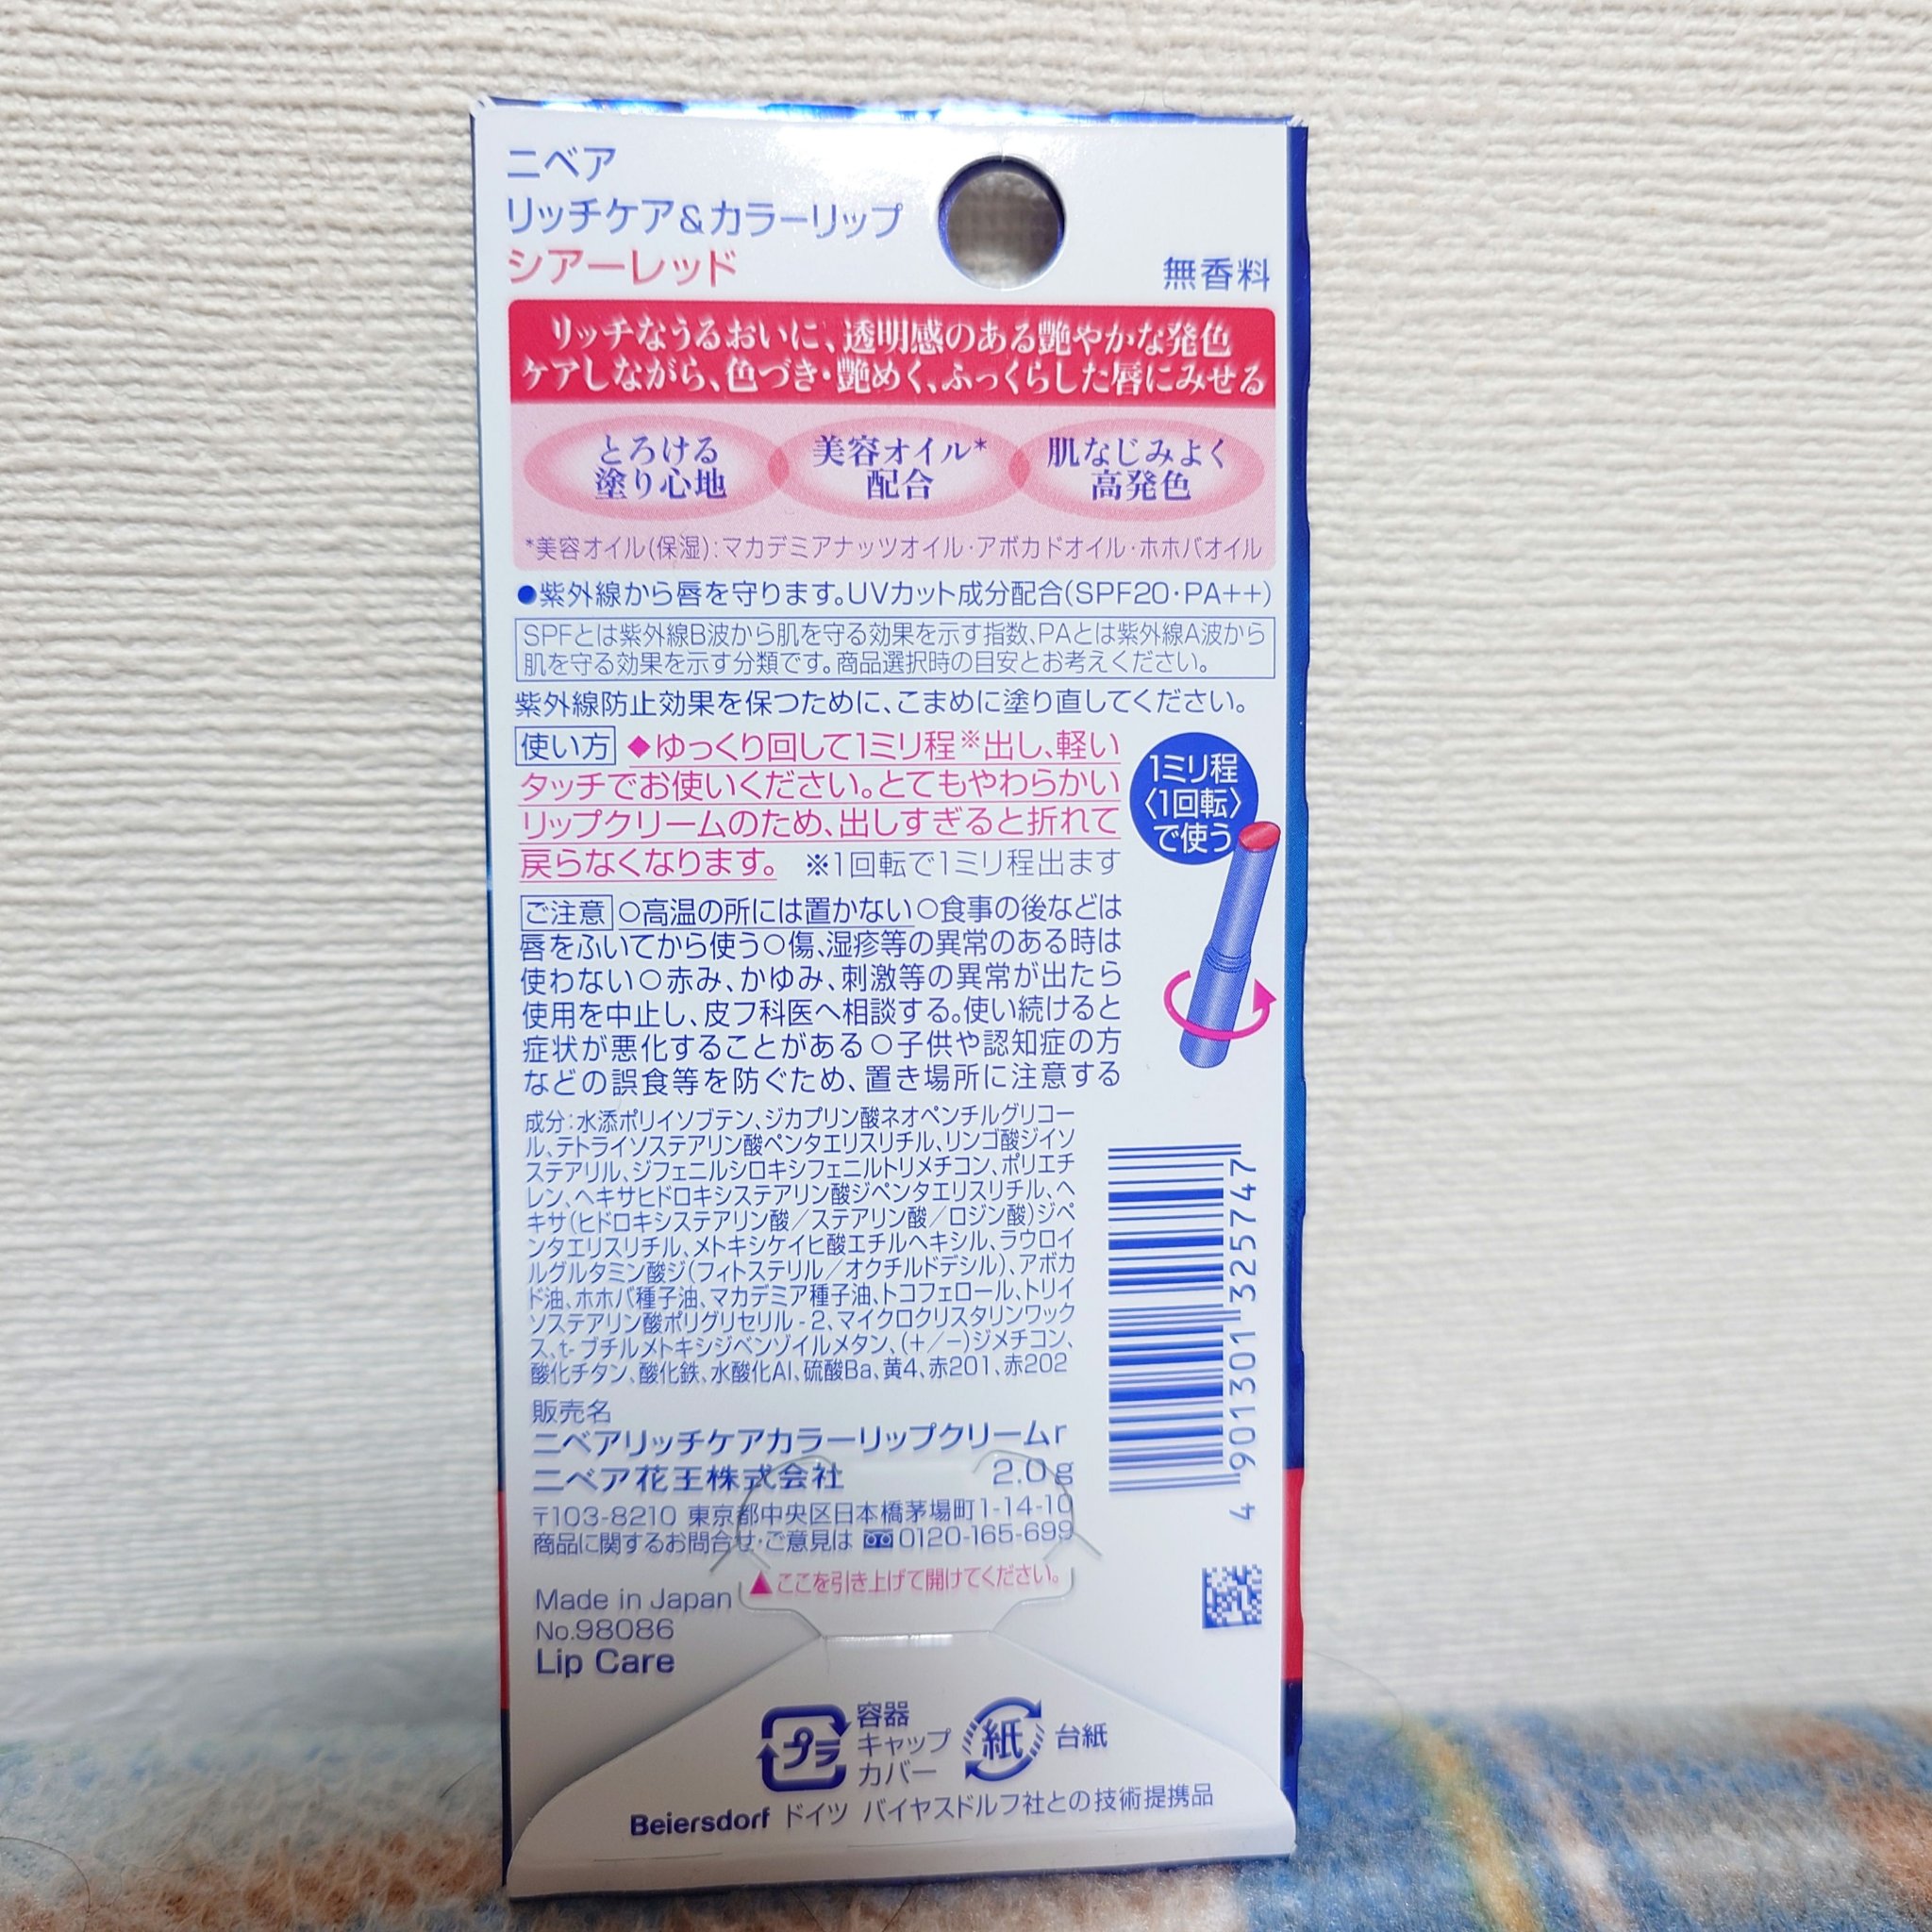 ニベア
リッチケア&カラーリップ
シアーレッド
無香料
リッチなうるおいに、透明感のある艶やかな発色
ケアしながら、色づき・艶めく、ふっくらした唇にみせる
とろける
塗り心地
美容オイル*
配合
肌なじみよく
高発色
*美容オイル(保湿):マカデミアナッツオイル・アボカドオイル・ホホバオイル
●紫外線から唇を守ります。UVカット成分配合(SPF20・PA++)
SPFとは紫外線B波から肌を守る効果を示す指数、PAとは紫外線A波から
肌を守る効果を示す分類です。商品選択時の目安とお考えください。
紫外線防止効果を保つために、こまめに塗り直してください。
使い方 ◆ゆっくり回して1ミリ程※出し、軽い
タッチでお使いください。とてもやわらかい
リップクリームのため、出しすぎると折れて
戻らなくなります。 ※1回転で1ミリ程出ます
1ミリ程
〈1回転〉
で使う
ご注意 ○高温の所には置かない○食事の後などは
唇をふいてから使う○傷、湿疹等の異常のある時は
使わない○赤み、かゆみ、刺激等の異常が出たら
使用を中止し、皮フ科医へ相談する。使い続けると
症状が悪化することがある○子供や認知症の方
などの誤食等を防ぐため、置き場所に注意する
成分:水添ポリイソブテン、ジカプリン酸ネオペンチルグリコー
ル、テトライソステアリン酸ペンタエリスリチル、リンゴ酸ジイソ
ステアリル、ジフェニルシロキシフェニルトリメチコン、ポリエチ
レン、ヘキサヒドロキシステアリン酸ジペンタエリスリチル、ヘ
キサ(ヒドロキシステアリン酸/ステアリン酸/ロジン酸)ジペ
ンタエリスリチル、メトキシケイヒ酸エチルヘキシル、ラウロイ
ルグルタミン酸ジ(フィトステリル/オクチルドデシル)、アボカ
ド油、ホホバ種子油、マカデミア種子油、トコフェロール、トリイ
ソステアリン酸ポリグリセリル-2、マイクロクリスタリンワック
ス、t-ブチルメトキシジベンゾイルメタン、(+/−)ジメチコン、
酸化チタン、酸化鉄、水酸化Al、硫酸Ba、黄4、赤201、赤202
4 901301 325747
販売名
ニベアリッチケアカラーリップクリームr
ニベア花王株式会社 2.0g
〒103-8210 東京都中央区日本橋茅場町1-14-10
商品に関するお問合せ・ご意見は 0120-165-699
▲ここを引き上げて開けてください。
Made in Japan
No.98086
Lip Care
プラ
容器
キャップ
カバー
紙
台紙
Beiersdorf ドイツ バイヤスドルフ社との技術提携品